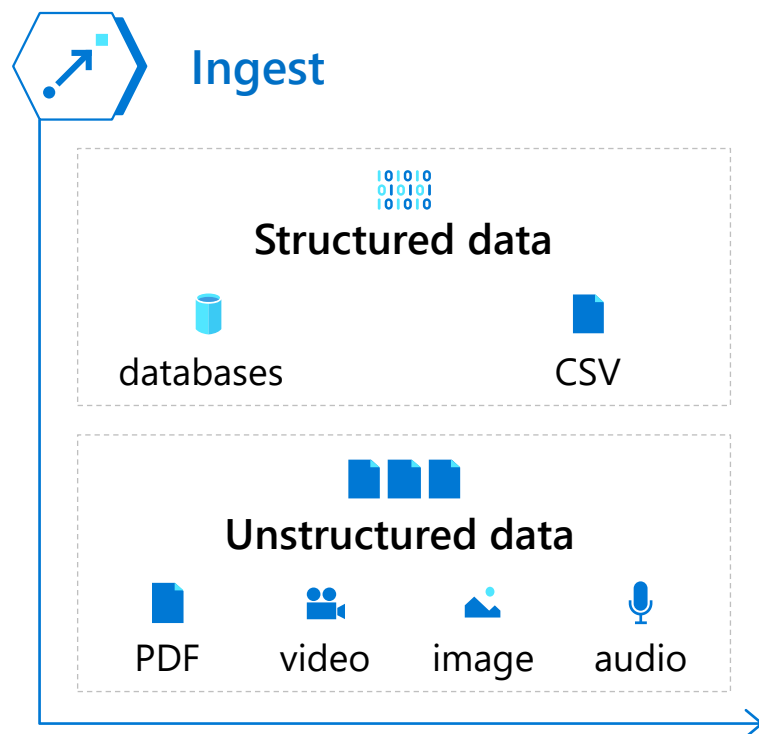 Ingest
Structured data
databases CSV
Unstructured data
PDF video image audio